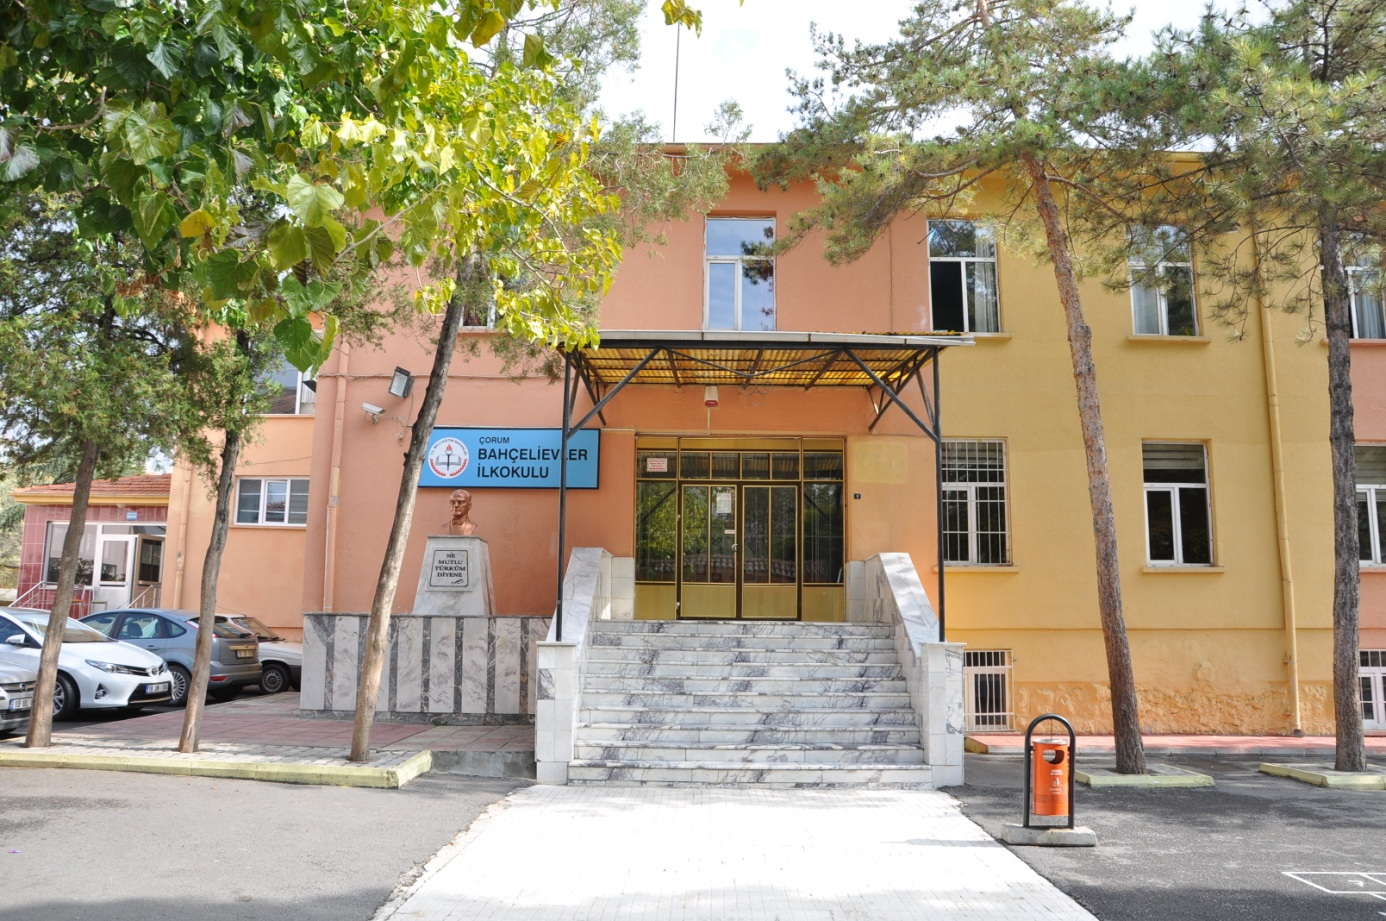 ÇORUM
BAHÇELİEVLER
İLKOKULU
NE
MUTLU
TÜRKÜM
DİYENE